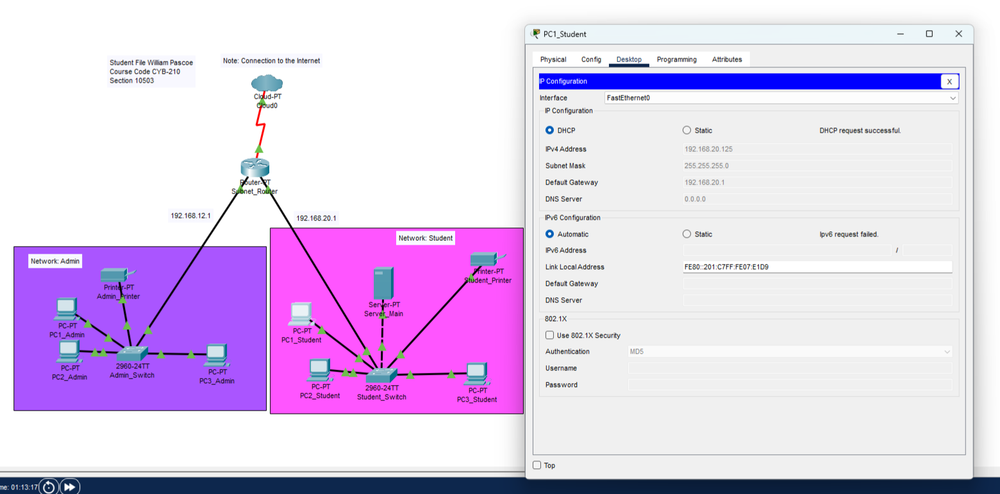 Student File William Pascoe
Course Code CYB-210
Section 10503
Note: Connection to the Internet
Cloud-PT
Cloud0
Router-PT
Subnet_Router
192.168.12.1
192.168.20.1
Network: Admin
Printer-PT
Admin_Printer
PC-PT
PC1_Admin
PC-PT
PC2_Admin
2960-24TT
Admin_Switch
PC-PT
PC3_Admin
Network: Student
Printer-PT
Student_Printer
Server-PT
Server_Main
PC-PT
PC1_Student
PC-PT
PC2_Student
2960-24TT
Student_Switch
PC-PT
PC3_Student
me: 01:13:17
PC1_Student
Physical Config Desktop Programming Attributes
IP Configuration
X
Interface FastEthernet0
IP Configuration
DHCP Static DHCP request successful.
IPv4 Address 192.168.20.125
Subnet Mask 255.255.255.0
Default Gateway 192.168.20.1
DNS Server 0.0.0.0
IPv6 Configuration
Automatic Static Ipv6 request failed.
IPv6 Address /
Link Local Address FE80::201:C7FF:FE07:E1D9
Default Gateway
DNS Server
802.1X
Use 802.1X Security
Authentication MD5
Username
Password
Top